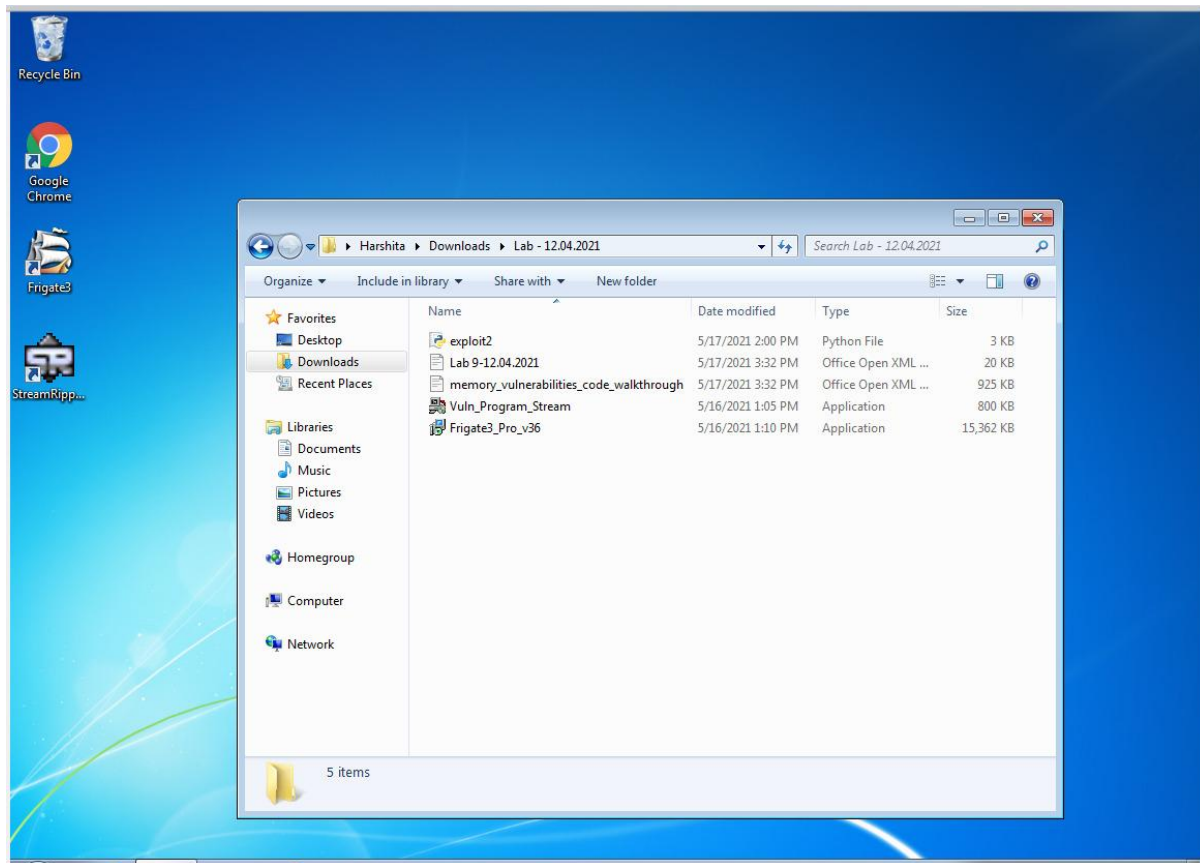 Recycle Bin
Google
Chrome
Frigate3
StreamRipp...
Harshita ▸ Downloads ▸ Lab - 12.04.2021
Search Lab - 12.04.2021
Organize Include in library Share with New folder
Favorites
Desktop
Downloads
Recent Places
Libraries
Documents
Music
Pictures
Videos
Homegroup
Computer
Network
Name Date modified Type Size
exploit2 5/17/2021 2:00 PM Python File 3 KB
Lab 9-12.04.2021 5/17/2021 3:32 PM Office Open XML ... 20 KB
memory_vulnerabilities_code_walkthrough 5/17/2021 3:32 PM Office Open XML ... 925 KB
Vuln_Program_Stream 5/16/2021 1:05 PM Application 800 KB
Frigate3_Pro_v36 5/16/2021 1:10 PM Application 15,362 KB
5 items